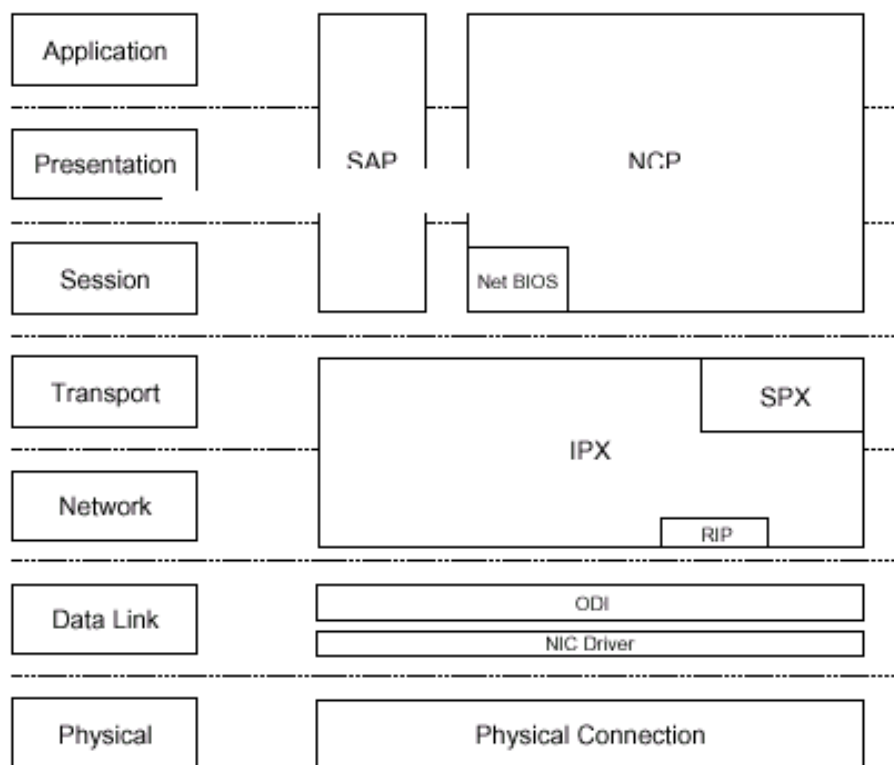 Application
Presentation
SAP
NCP
Session
Net BIOS
Transport
SPX
IPX
Network
RIP
Data Link
ODI
NIC Driver
Physical
Physical Connection